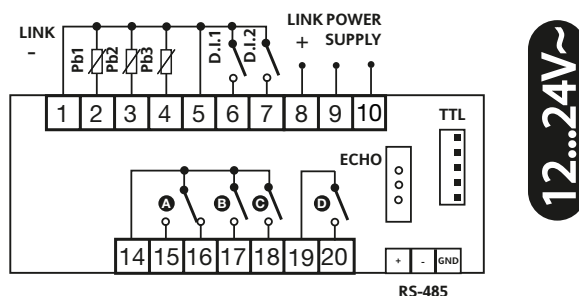 LINK
-
Pb1
Pb2
Pb3
D.I.1
D.I.2
LINK
+
POWER
SUPPLY
1 2 3 4 5 6 7 8 9 10
TTL
ECHO
A B C D
14 15 16 17 18 19 20
+ - GND
RS-485
12...24V~